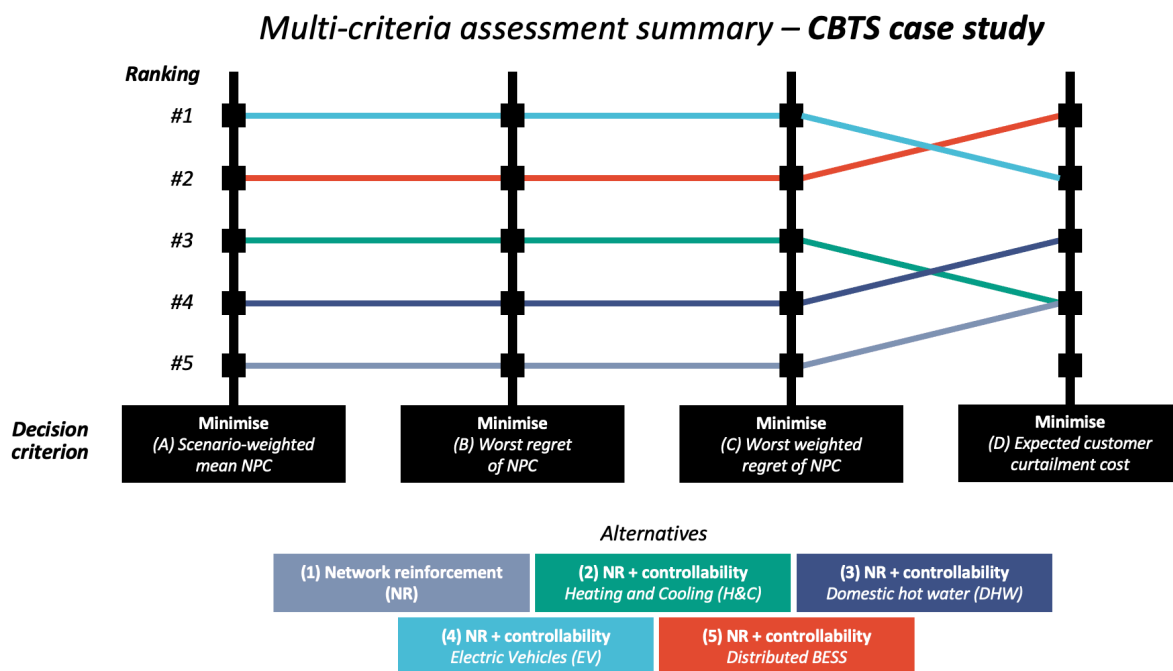 Multi-criteria assessment summary – CBTS case study
Ranking
#1
#2
#3
#4
#5
Decision
criterion
Minimise
(A) Scenario-weighted
mean NPC
Minimise
(B) Worst regret
of NPC
Minimise
(C) Worst weighted
regret of NPC
Minimise
(D) Expected customer
curtailment cost
Alternatives
(1) Network reinforcement
(NR)
(2) NR + controllability
Heating and Cooling (H&C)
(3) NR + controllability
Domestic hot water (DHW)
(4) NR + controllability
Electric Vehicles (EV)
(5) NR + controllability
Distributed BESS